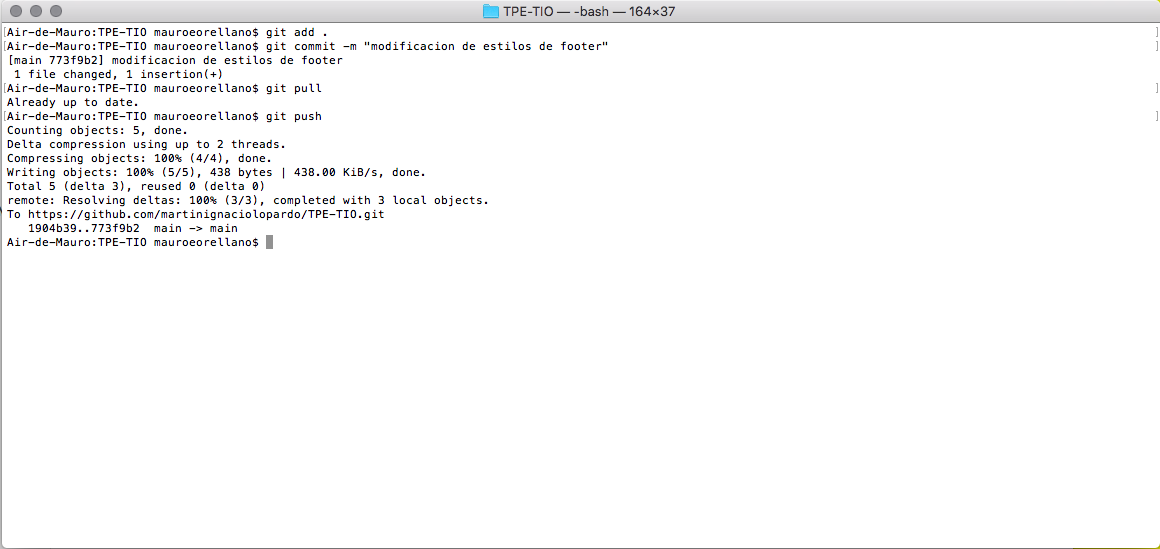 TPE-TIO — -bash — 164×37
[Air-de-Mauro:TPE-TIO mauroeorellano$ git add . ]
[Air-de-Mauro:TPE-TIO mauroeorellano$ git commit -m "modificacion de estilos de footer" ]
[main 773f9b2] modificacion de estilos de footer
 1 file changed, 1 insertion(+)
[Air-de-Mauro:TPE-TIO mauroeorellano$ git pull ]
Already up to date.
[Air-de-Mauro:TPE-TIO mauroeorellano$ git push ]
Counting objects: 5, done.
Delta compression using up to 2 threads.
Compressing objects: 100% (4/4), done.
Writing objects: 100% (5/5), 438 bytes | 438.00 KiB/s, done.
Total 5 (delta 3), reused 0 (delta 0)
remote: Resolving deltas: 100% (3/3), completed with 3 local objects.
To https://github.com/martinignaciolopardo/TPE-TIO.git
   1904b39..773f9b2  main -> main
Air-de-Mauro:TPE-TIO mauroeorellano$